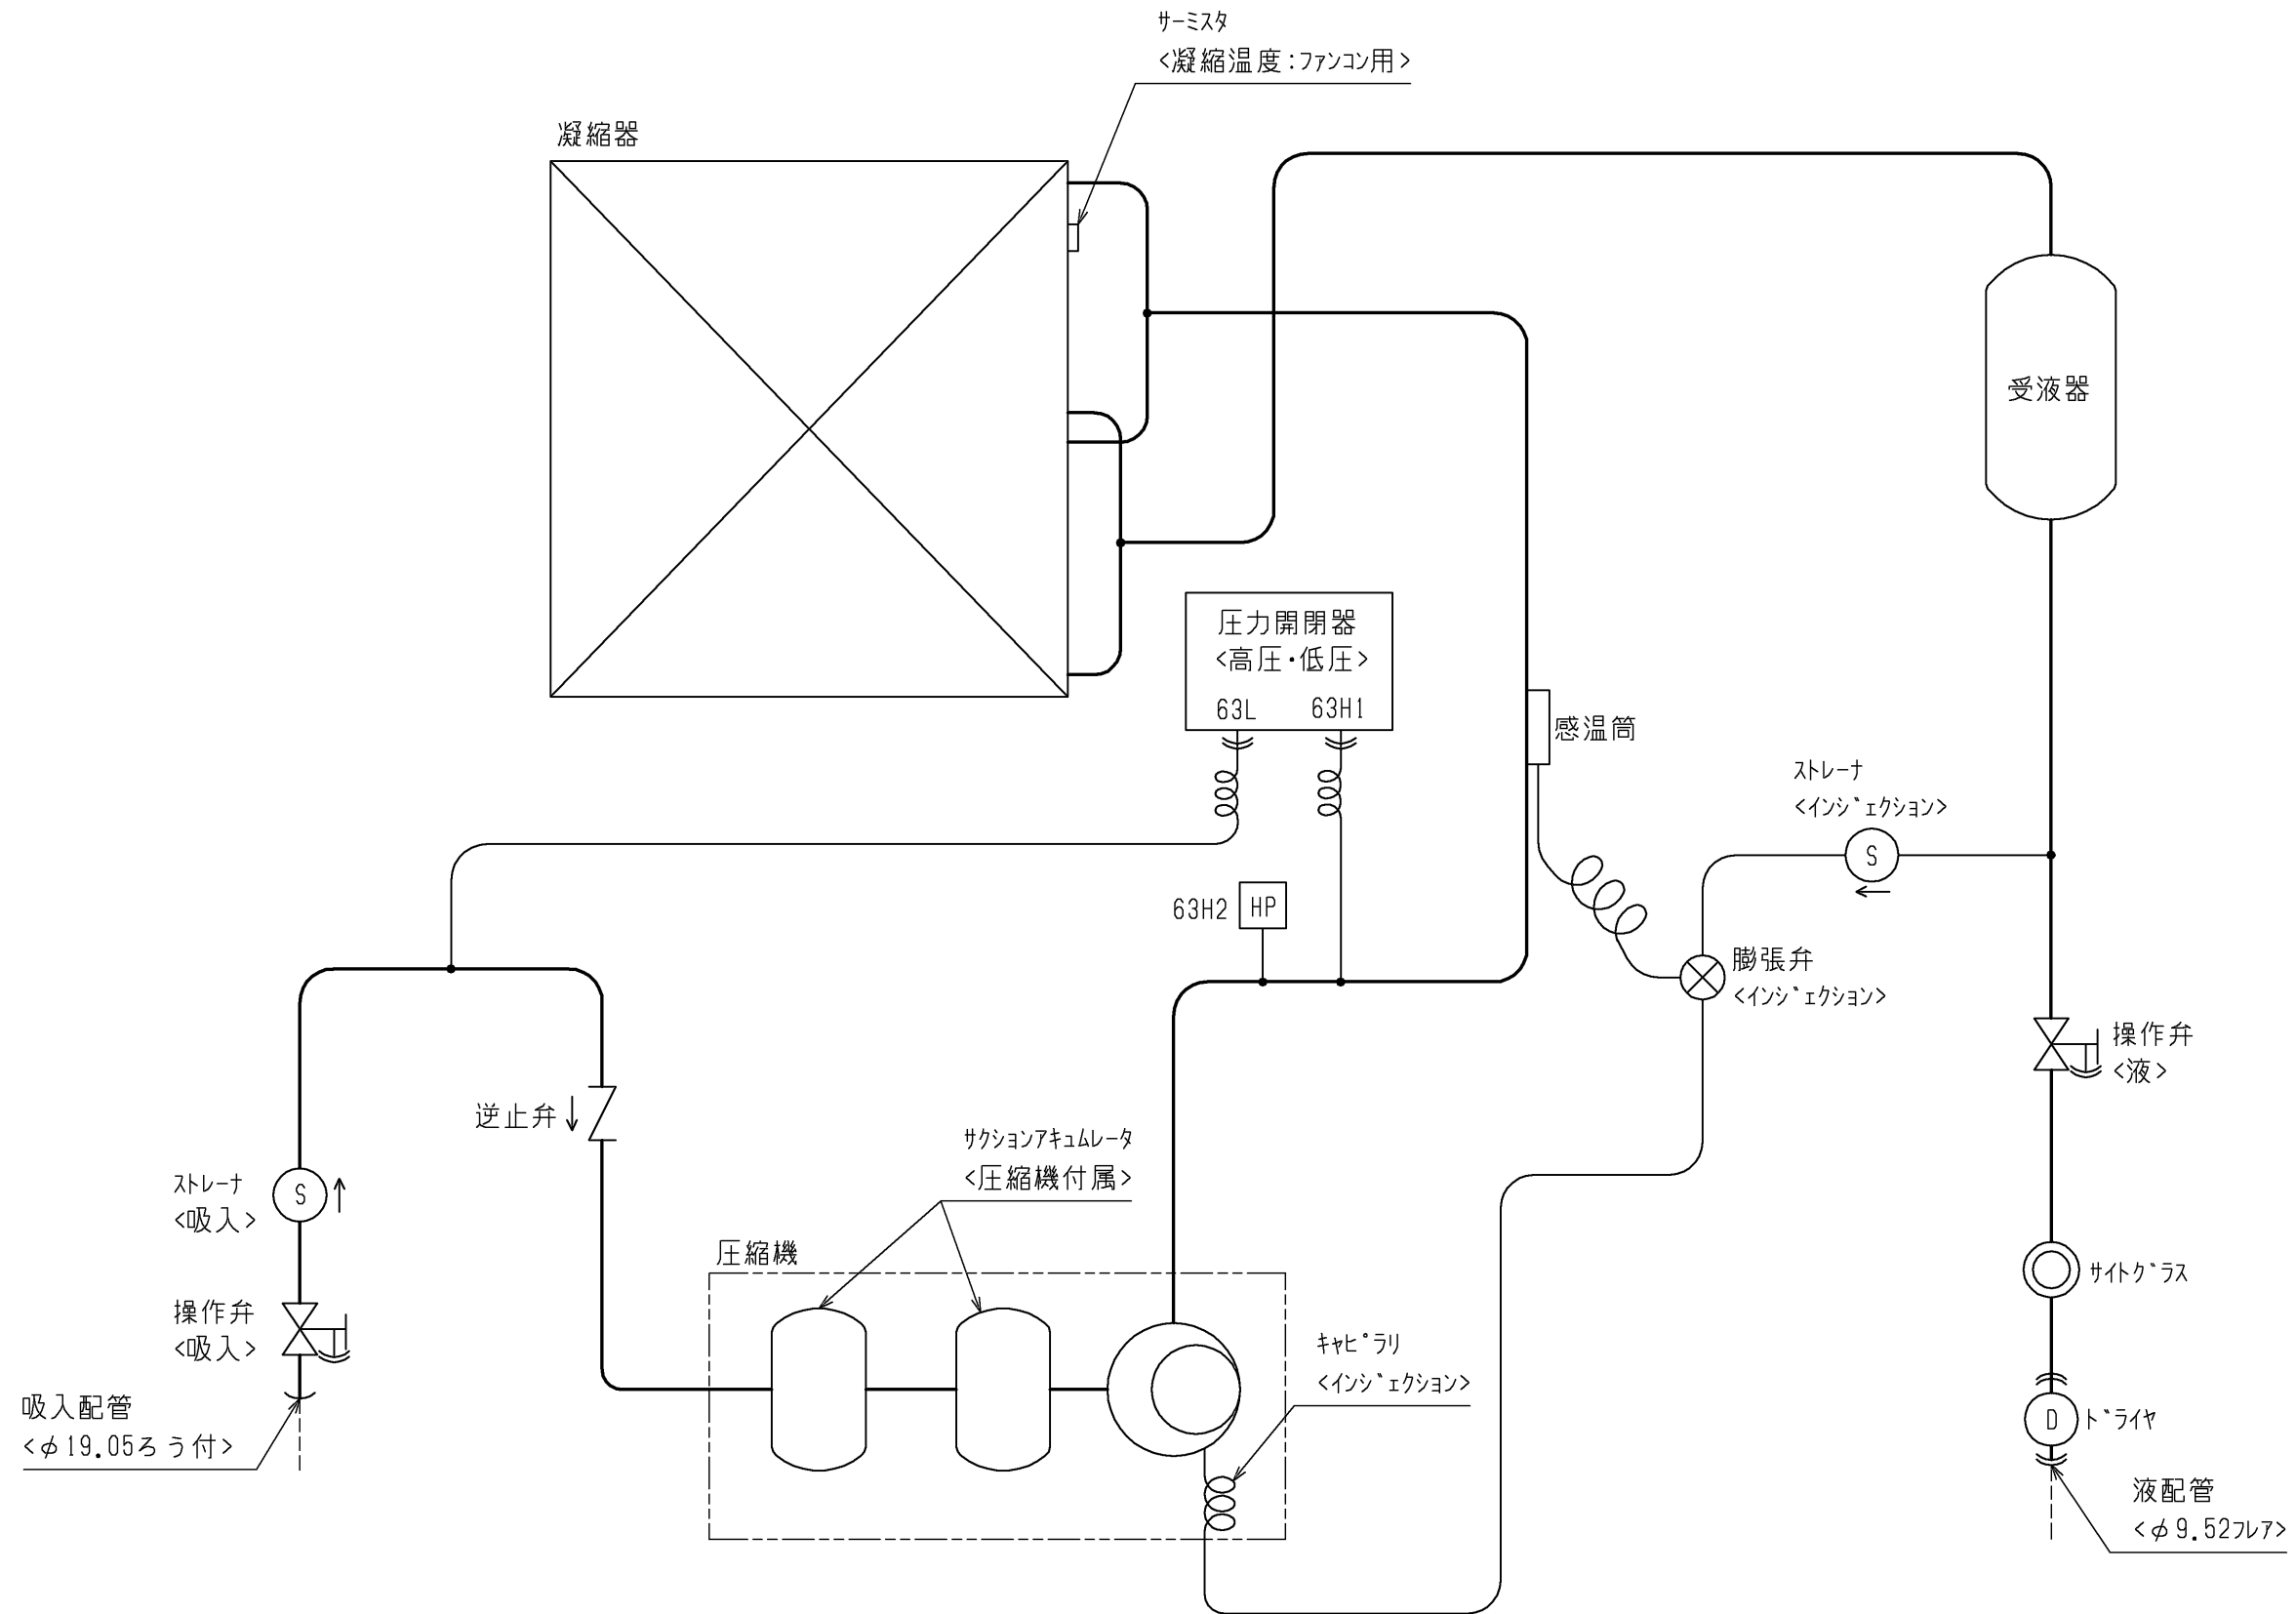 サーミスタ
<凝縮温度:ファンコン用>
凝縮器
受液器
圧力開閉器
<高圧・低圧>
63L
63H1
感温筒
ストレーナ
<インジェクション>
S
63H2
HP
膨張弁
<インジェクション>
操作弁
<液>
逆止弁
サクションアキュムレータ
<圧縮機付属>
ストレーナ
<吸入>
S
圧縮機
サイトグラス
操作弁
<吸入>
キャピラリ
<インジェクション>
吸入配管
<φ19.05ろう付>
D
ドライヤ
液配管
<φ9.52フレア>